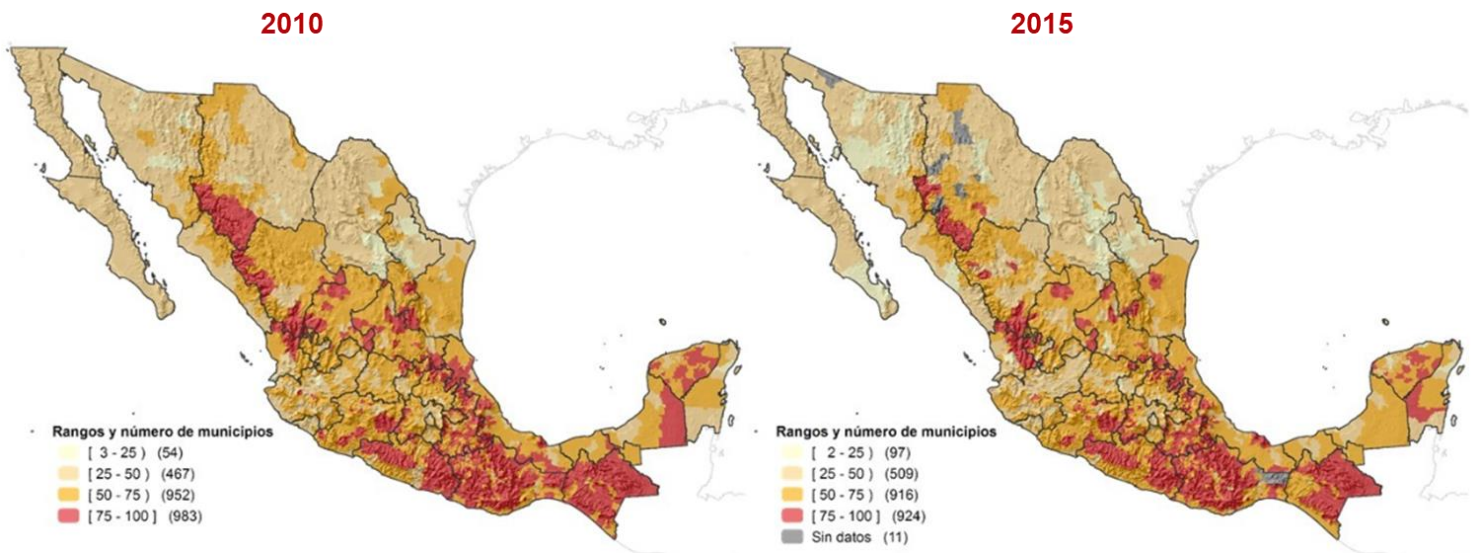 2010
2015
Rangos y número de municipios
[ 3 - 25 ) (54)
[ 25 - 50 ) (467)
[ 50 - 75 ) (952)
[ 75 - 100 ] (983)
Rangos y número de municipios
[ 2 - 25 ) (97)
[ 25 - 50 ) (509)
[ 50 - 75 ) (916)
[ 75 - 100 ] (924)
Sin datos (11)